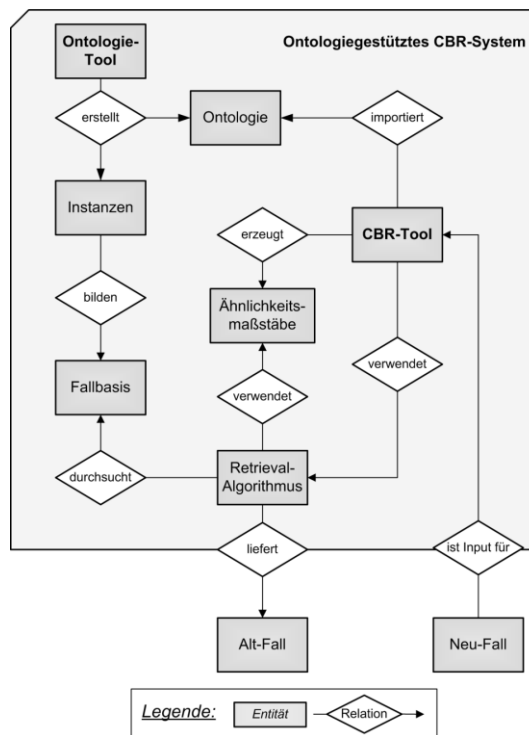 Ontologie-
Tool
Ontologiegestütztes CBR-System
erstellt
Ontologie
importiert
Instanzen
erzeugt
CBR-Tool
bilden
Ähnlichkeits-
maßstäbe
verwendet
Fallbasis
verwendet
durchsucht
Retrieval-
Algorithmus
liefert
ist Input für
Alt-Fall
Neu-Fall
Legende:
Entität
Relation